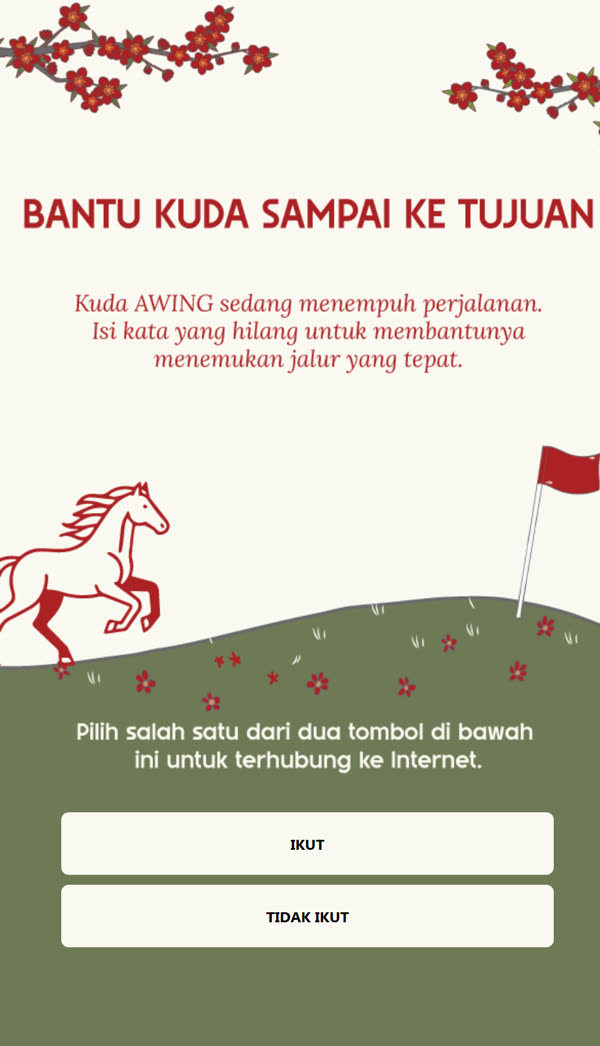 BANTU KUDA SAMPAI KE TUJUAN
Kuda AWING sedang menempuh perjalanan.
Isi kata yang hilang untuk membantunya
menemukan jalur yang tepat.
Pilih salah satu dari dua tombol di bawah
ini untuk terhubung ke Internet.
IKUT
TIDAK IKUT